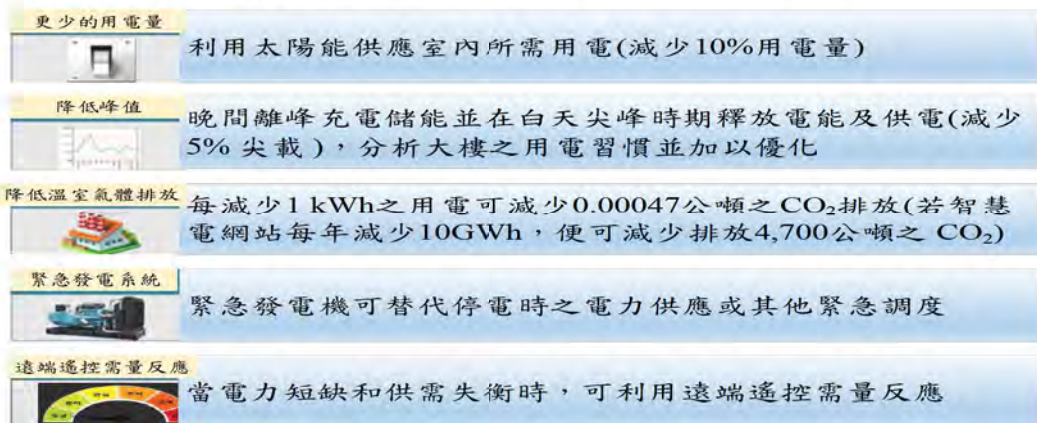 更少的用電量
利用太陽能供應室內所需用電(減少10%用電量)
降低峰值
晚間離峰充電儲能並在白天尖峰時期釋放電能及供電(減少
5% 尖載),分析大樓之用電習慣並加以優化
降低溫室氣體排放
每減少1 kWh之用電可減少0.00047公噸之CO₂排放(若智慧
電網站每年減少10GWh,便可減少排放4,700公噸之 CO₂)
緊急發電系統
緊急發電機可替代停電時之電力供應或其他緊急調度
遠端遙控需量反應
當電力短缺和供需失衡時,可利用遠端遙控需量反應